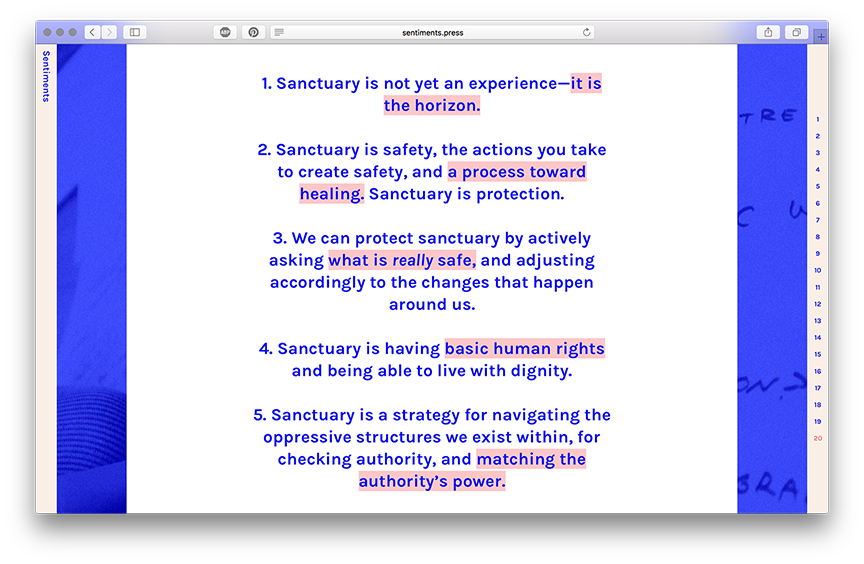 sentiments.press
Sentiments
1. Sanctuary is not yet an experience—it is
the horizon.
2. Sanctuary is safety, the actions you take
to create safety, and a process toward
healing. Sanctuary is protection.
3. We can protect sanctuary by actively
asking what is really safe, and adjusting
accordingly to the changes that happen
around us.
4. Sanctuary is having basic human rights
and being able to live with dignity.
5. Sanctuary is a strategy for navigating the
oppressive structures we exist within, for
checking authority, and matching the
authority’s power.
TRE
C W
ON.
BRA
1
2
3
4
5
6
7
8
9
10
11
12
13
14
15
16
17
18
19
20